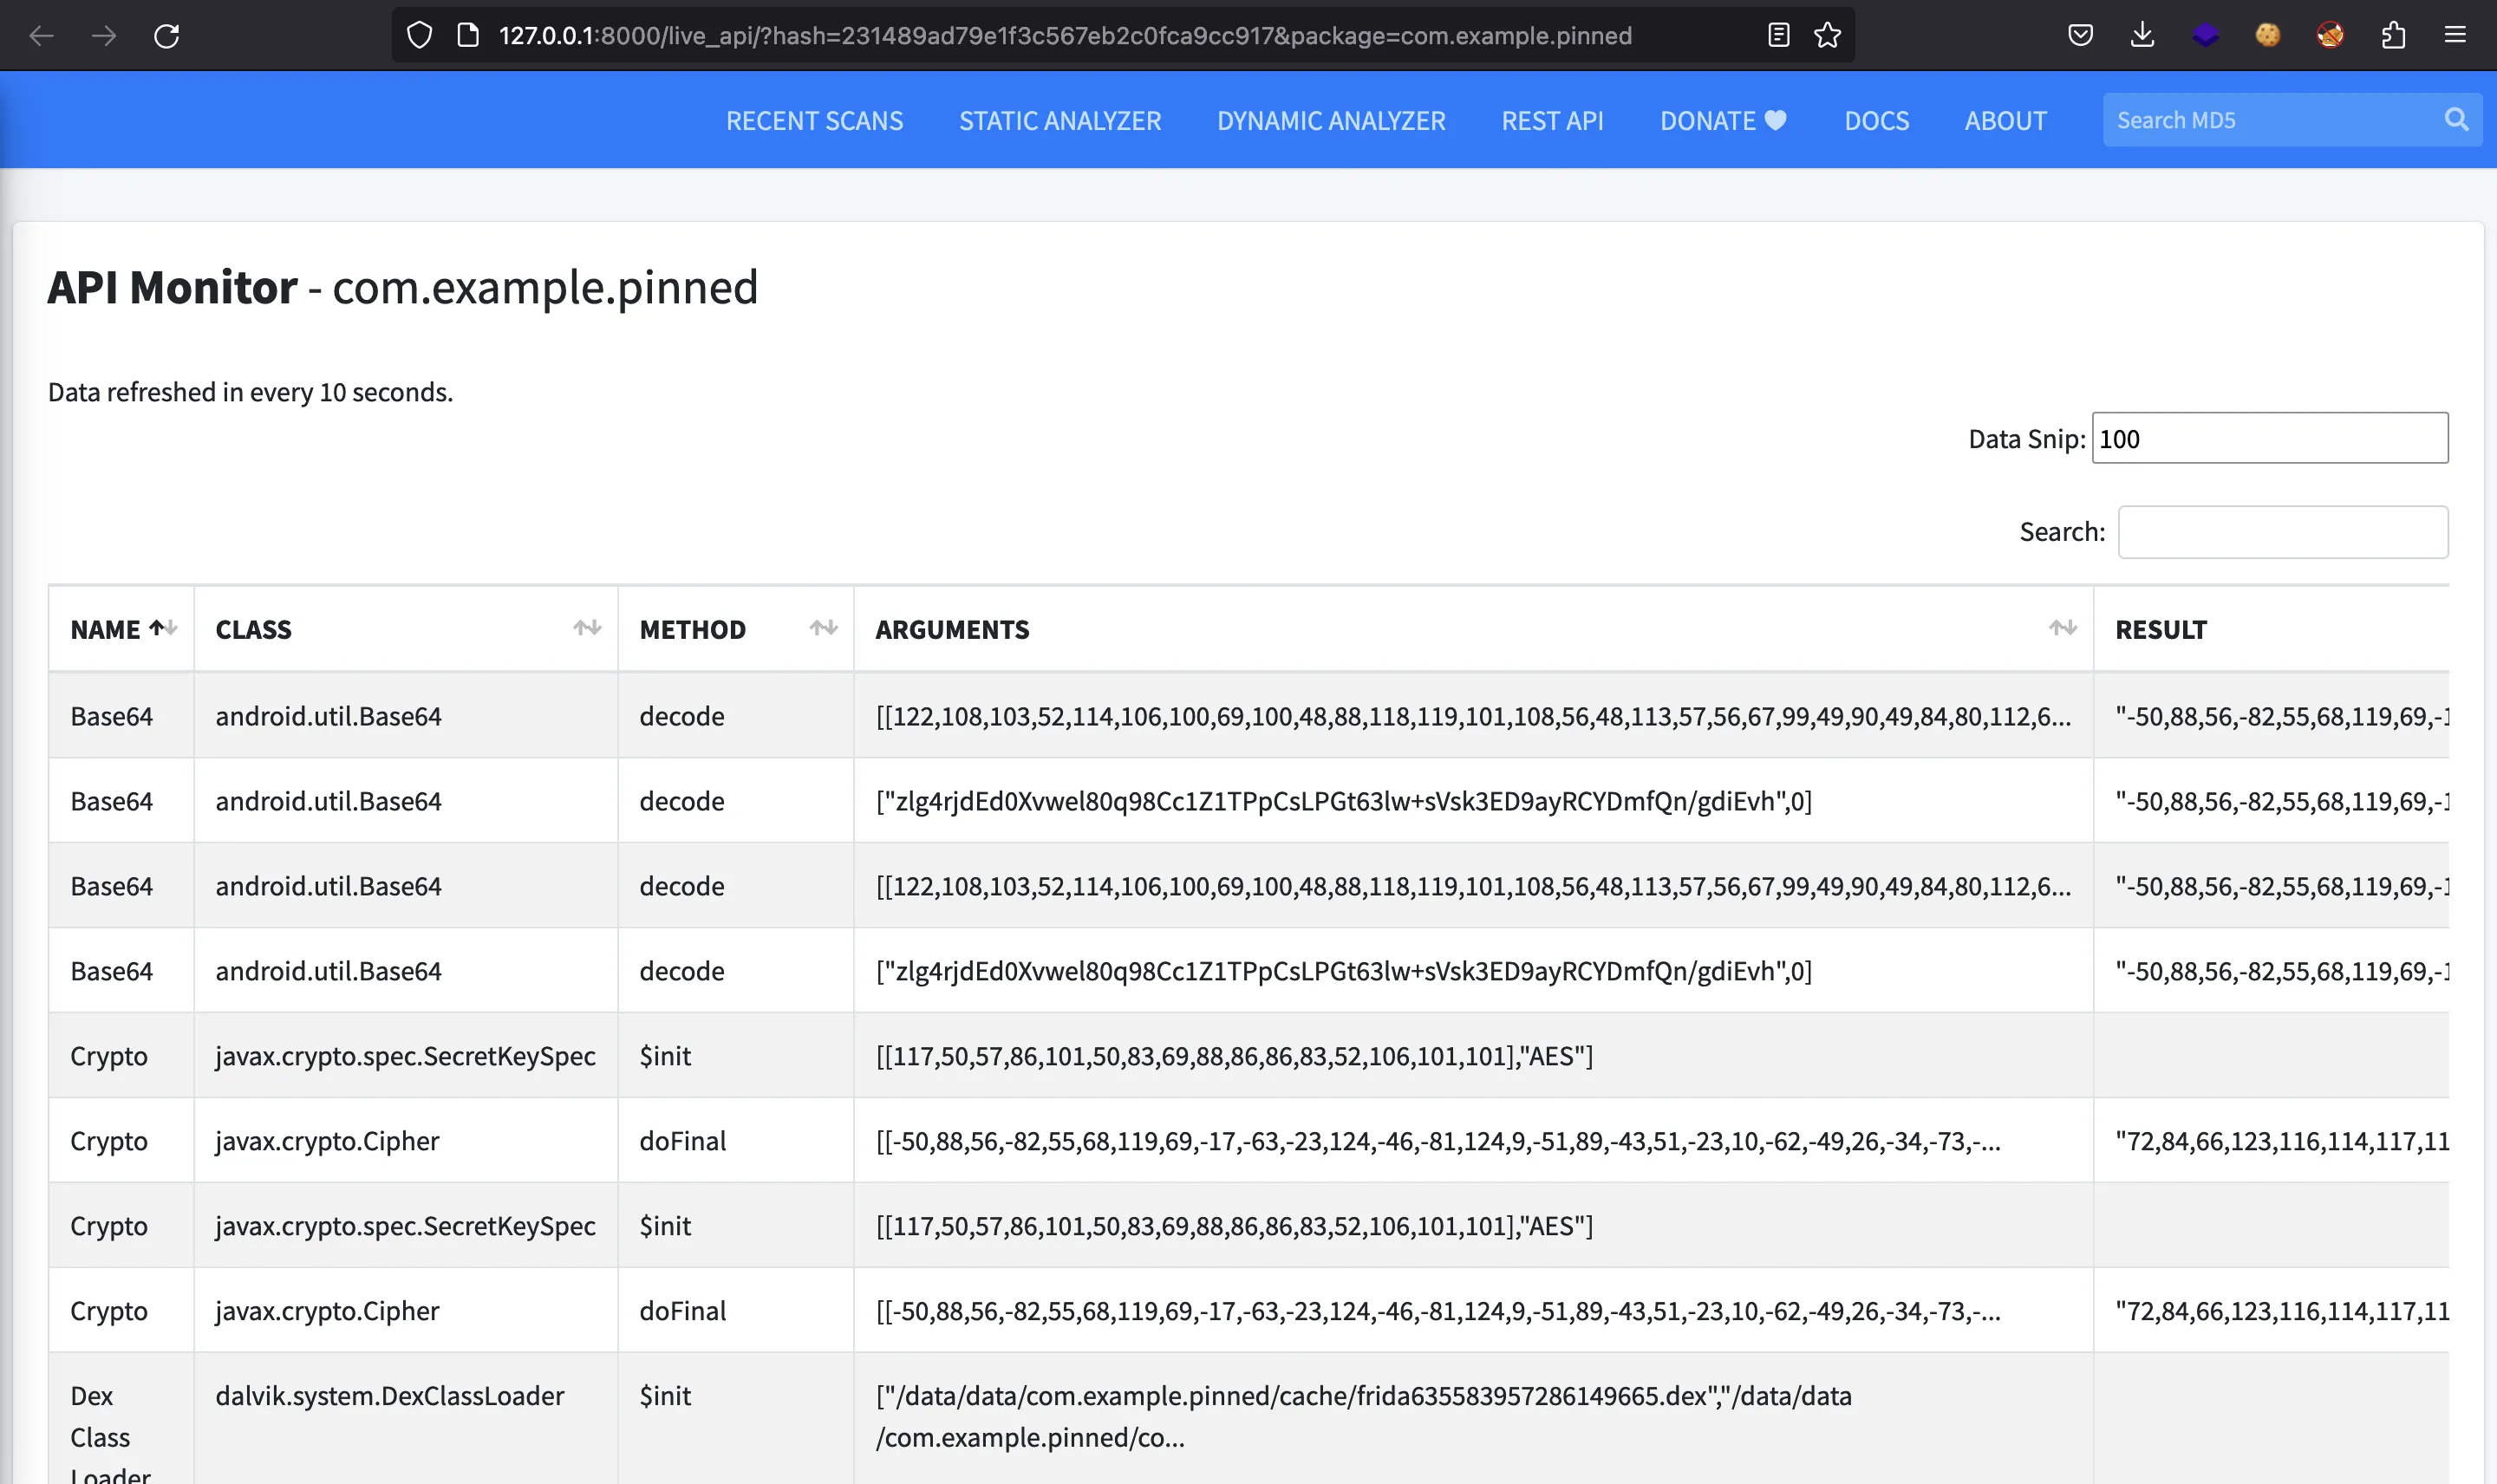 127.0.0.1:8000/live_api/?hash=231489ad79e1f3c567eb2c0fca9cc917&package=com.example.pinned
RECENT SCANS STATIC ANALYZER DYNAMIC ANALYZER REST API DONATE DOCS ABOUT Search MD5
API Monitor - com.example.pinned
Data refreshed in every 10 seconds.
Data Snip: 100
Search:
NAME CLASS METHOD ARGUMENTS RESULT
Base64 android.util.Base64 decode [[122,108,103,52,114,106,100,69,100,48,88,118,119,101,108,56,48,113,57,56,67,99,49,90,49,84,80,112,6... "-50,88,56,-82,55,68,119,69,-1
Base64 android.util.Base64 decode ["zlg4rjdEd0Xvwel80q98Cc1Z1TPpCsLPGt63lw+sVsk3ED9ayRCYDmfQn/gdiEvh",0] "-50,88,56,-82,55,68,119,69,-1
Base64 android.util.Base64 decode [[122,108,103,52,114,106,100,69,100,48,88,118,119,101,108,56,48,113,57,56,67,99,49,90,49,84,80,112,6... "-50,88,56,-82,55,68,119,69,-1
Base64 android.util.Base64 decode ["zlg4rjdEd0Xvwel80q98Cc1Z1TPpCsLPGt63lw+sVsk3ED9ayRCYDmfQn/gdiEvh",0] "-50,88,56,-82,55,68,119,69,-1
Crypto javax.crypto.spec.SecretKeySpec $init [[117,50,57,86,101,50,83,69,88,86,86,83,52,106,101,101],"AES"]
Crypto javax.crypto.Cipher doFinal [[-50,88,56,-82,55,68,119,69,-17,-63,-23,124,-46,-81,124,9,-51,89,-43,51,-23,10,-62,-49,26,-34,-73,-... "72,84,66,123,116,114,117,11
Crypto javax.crypto.spec.SecretKeySpec $init [[117,50,57,86,101,50,83,69,88,86,86,83,52,106,101,101],"AES"]
Crypto javax.crypto.Cipher doFinal [[-50,88,56,-82,55,68,119,69,-17,-63,-23,124,-46,-81,124,9,-51,89,-43,51,-23,10,-62,-49,26,-34,-73,-... "72,84,66,123,116,114,117,11
Dex dalvik.system.DexClassLoader $init ["/data/data/com.example.pinned/cache/frida635583957286149665.dex","/data/data
Class /com.example.pinned/co...
Loader